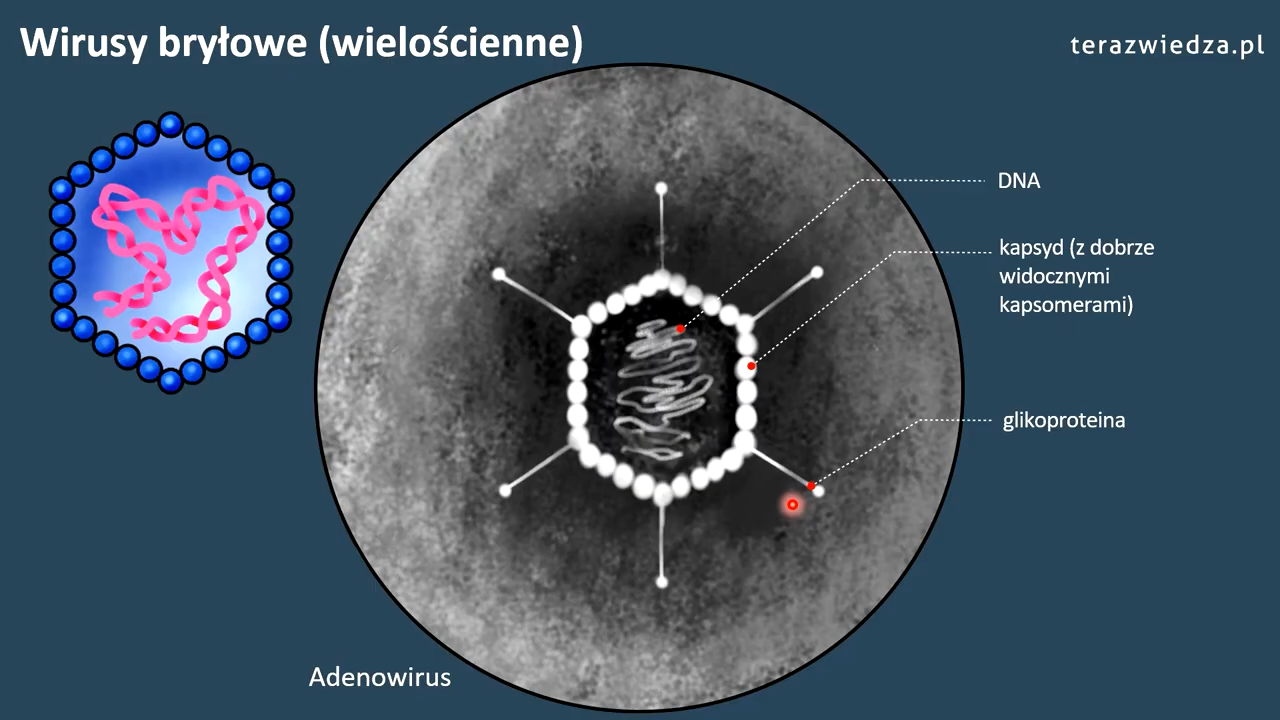 Wirusy bryłowe (wielościenne)
terazwiedza.pl
DNA
kapsyd (z dobrze
widocznymi
kapsomerami)
glikoproteina
Adenowirus